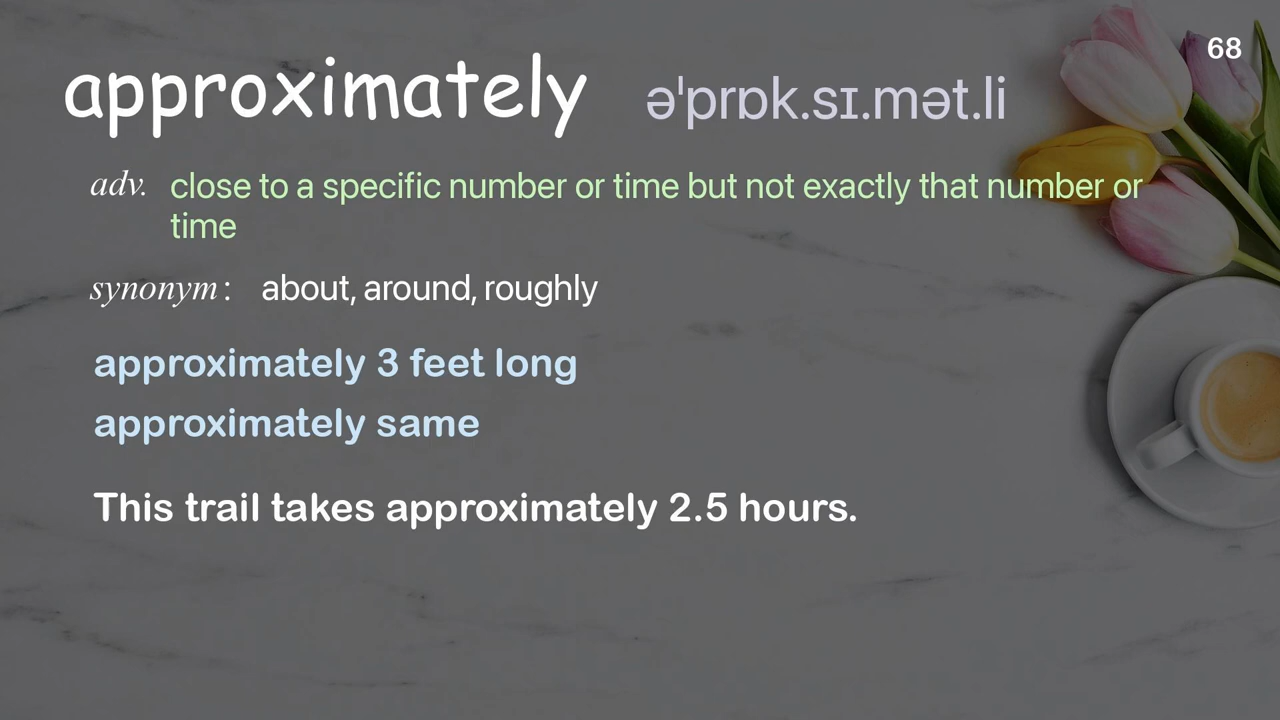 68
approximately əˈprɒk.sɪ.mət.li
adv. close to a specific number or time but not exactly that number or
time
synonym: about, around, roughly
approximately 3 feet long
approximately same
This trail takes approximately 2.5 hours.